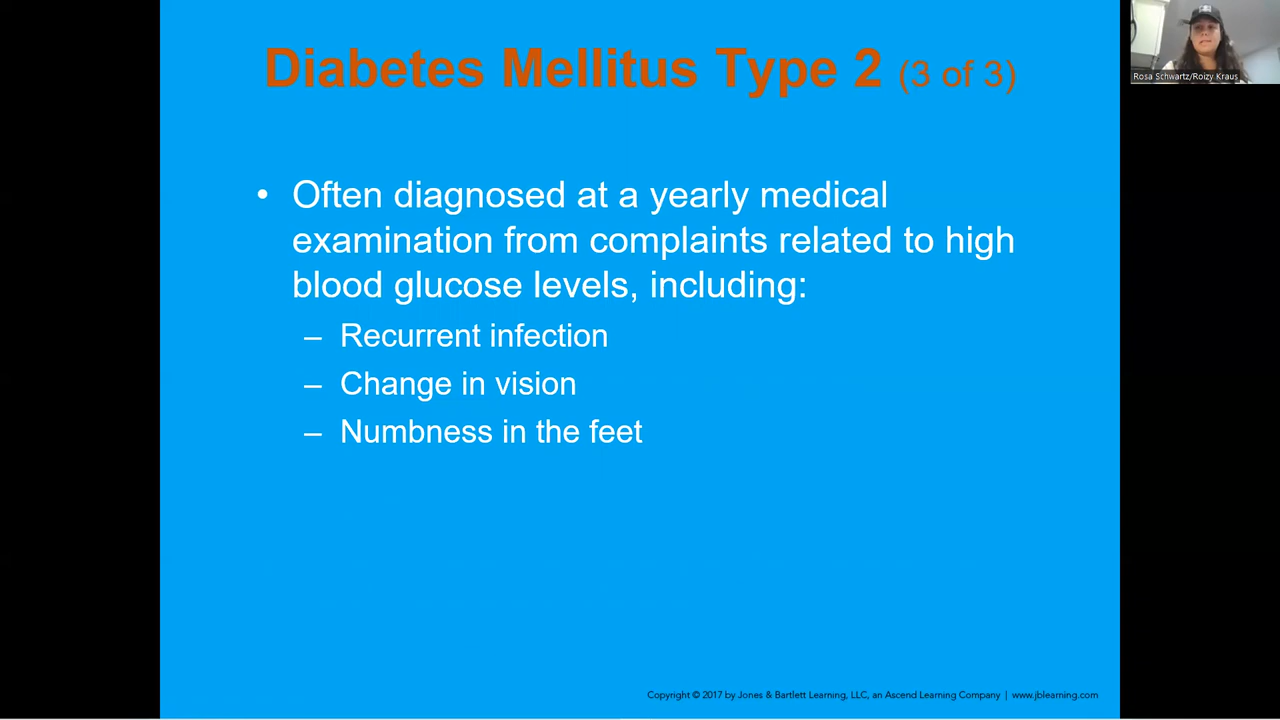 Diabetes Mellitus Type 2 (3 of 3)
Rosa Schwartz/Roizy Kraus
• Often diagnosed at a yearly medical
examination from complaints related to high
blood glucose levels, including:
– Recurrent infection
– Change in vision
– Numbness in the feet
Copyright © 2017 by Jones & Bartlett Learning, LLC, an Ascend Learning Company | www.jblearning.com